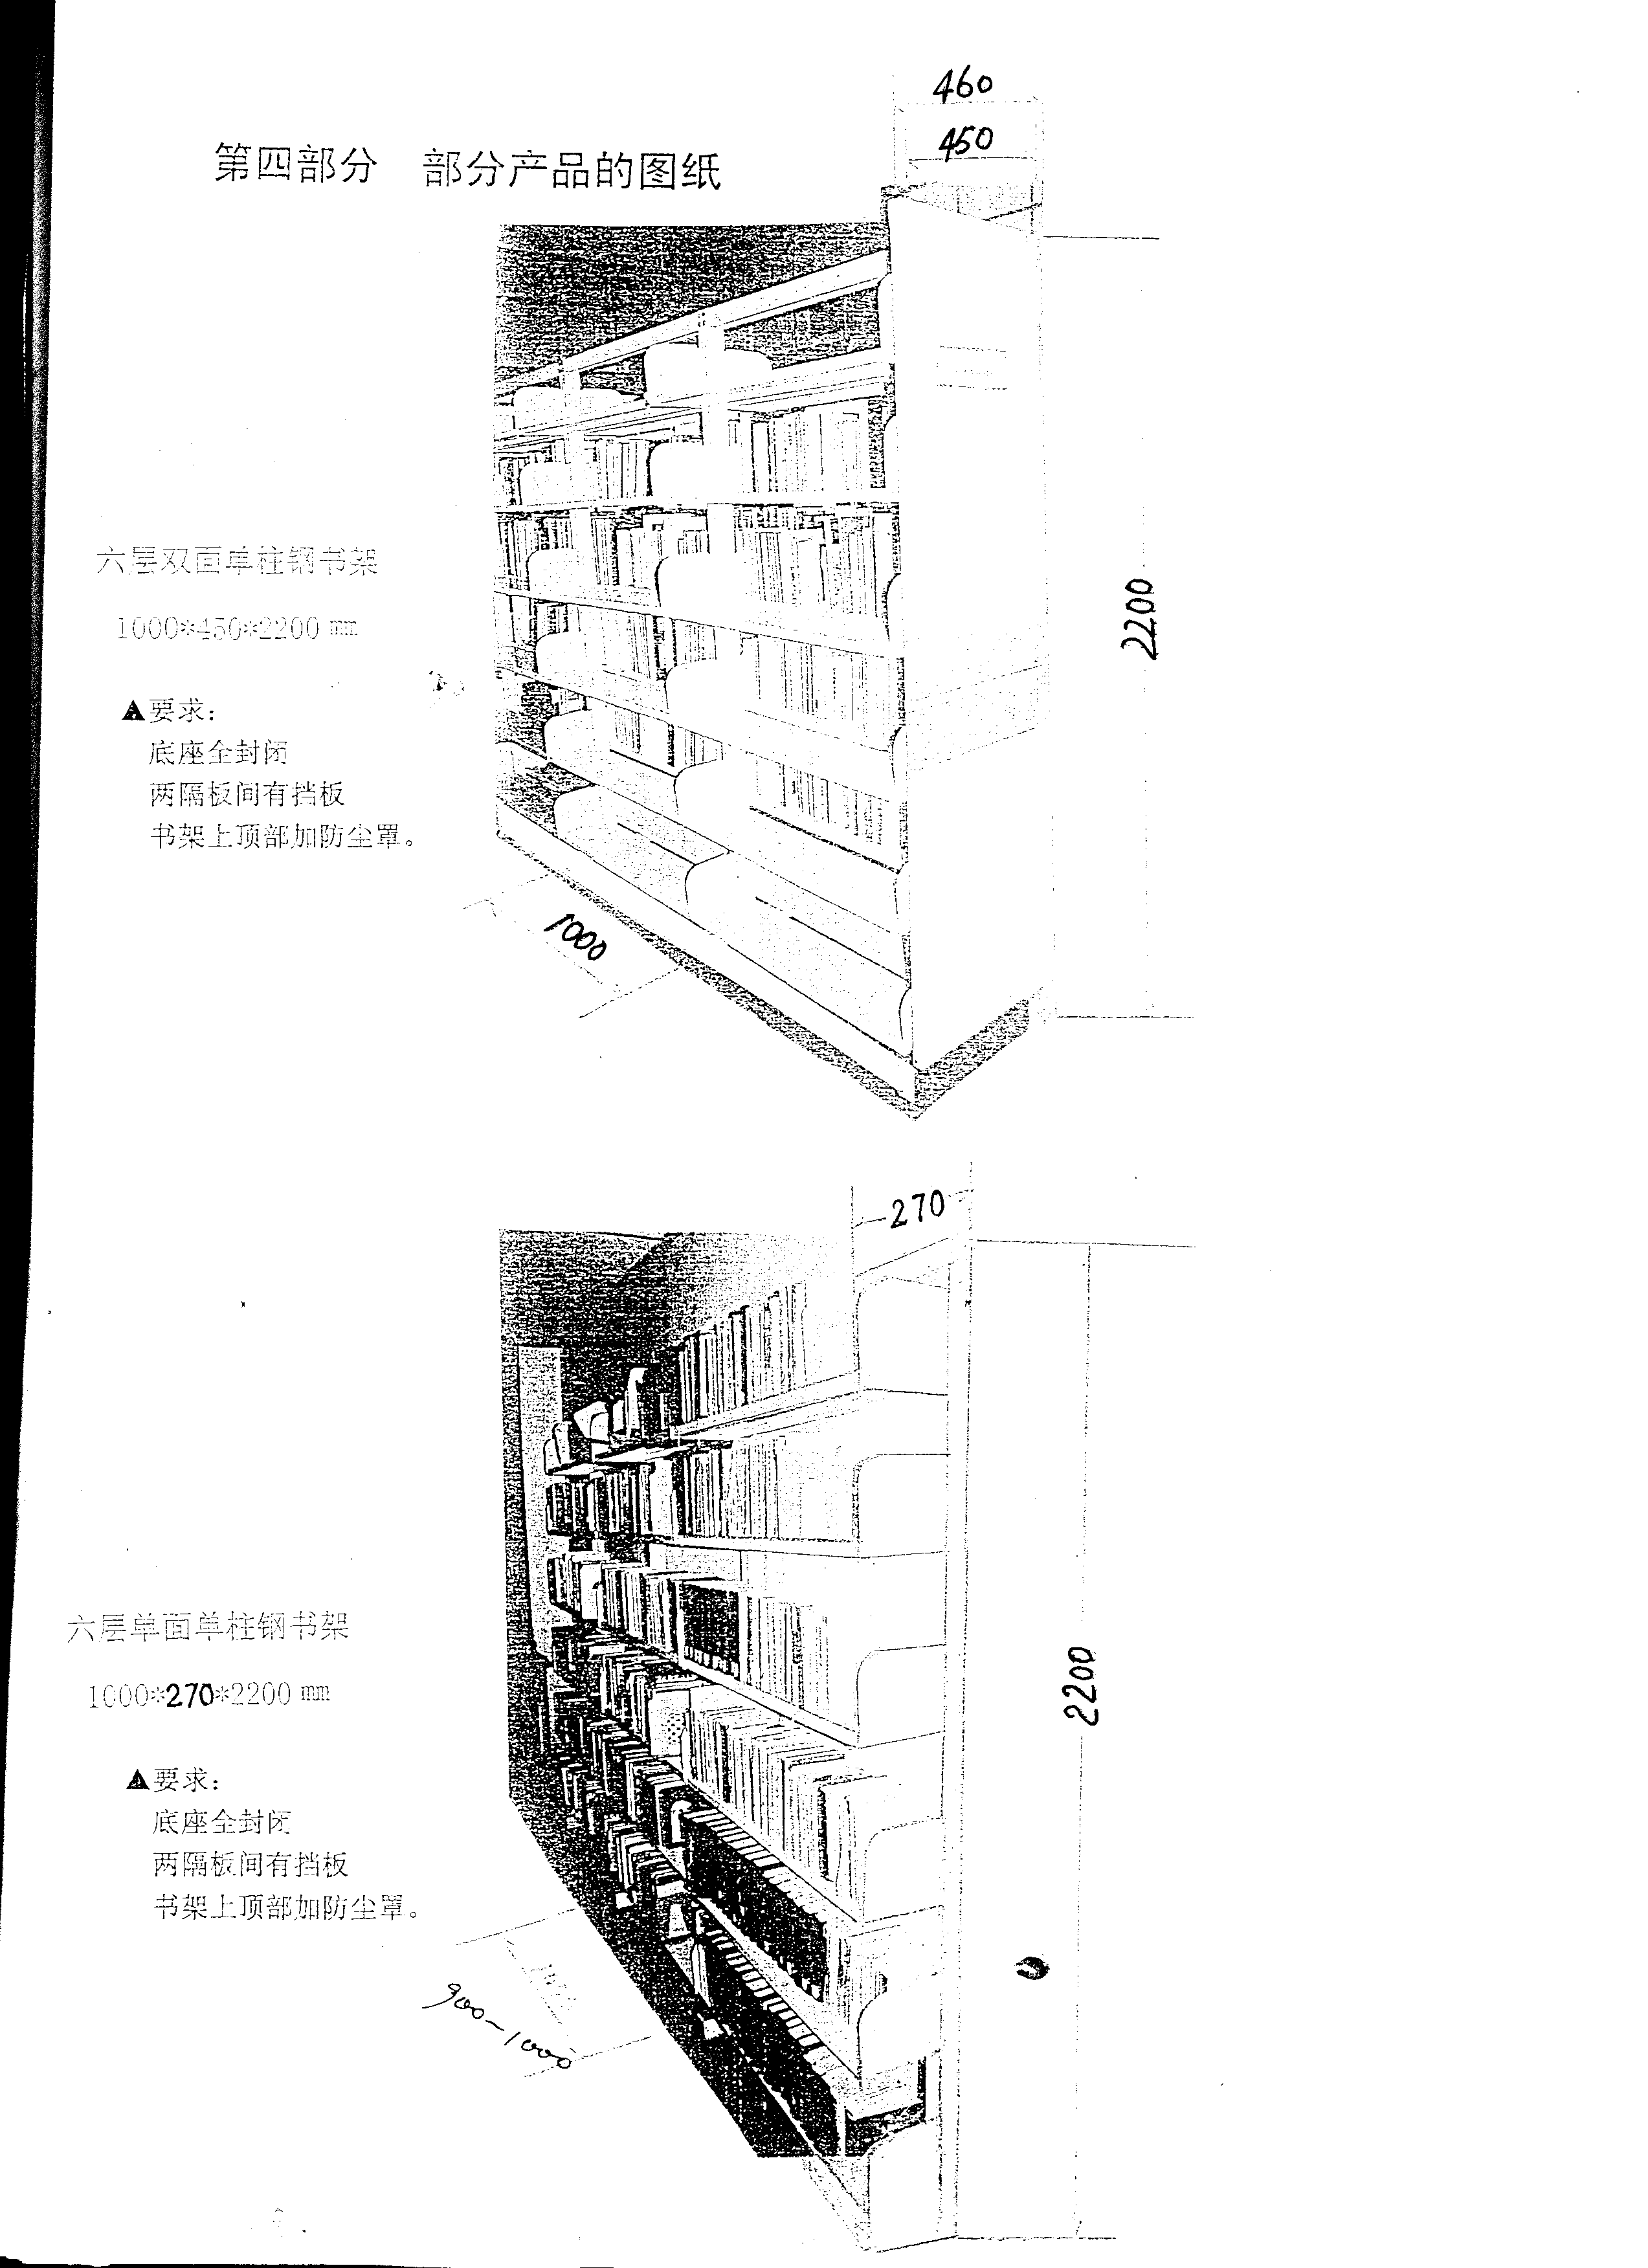 460
450
第四部分 部分产品的图纸
2200
六层双面单柱钢书架
1000*450*2200 mm
▲要求：
底座全封闭
两隔板间有挡板
书架上顶部加防尘罩。
1000
270
2200
六层单面单柱钢书架
1000*270*2200 mm
▲要求：
底座全封闭
两隔板间有挡板
书架上顶部加防尘罩。
900~1000